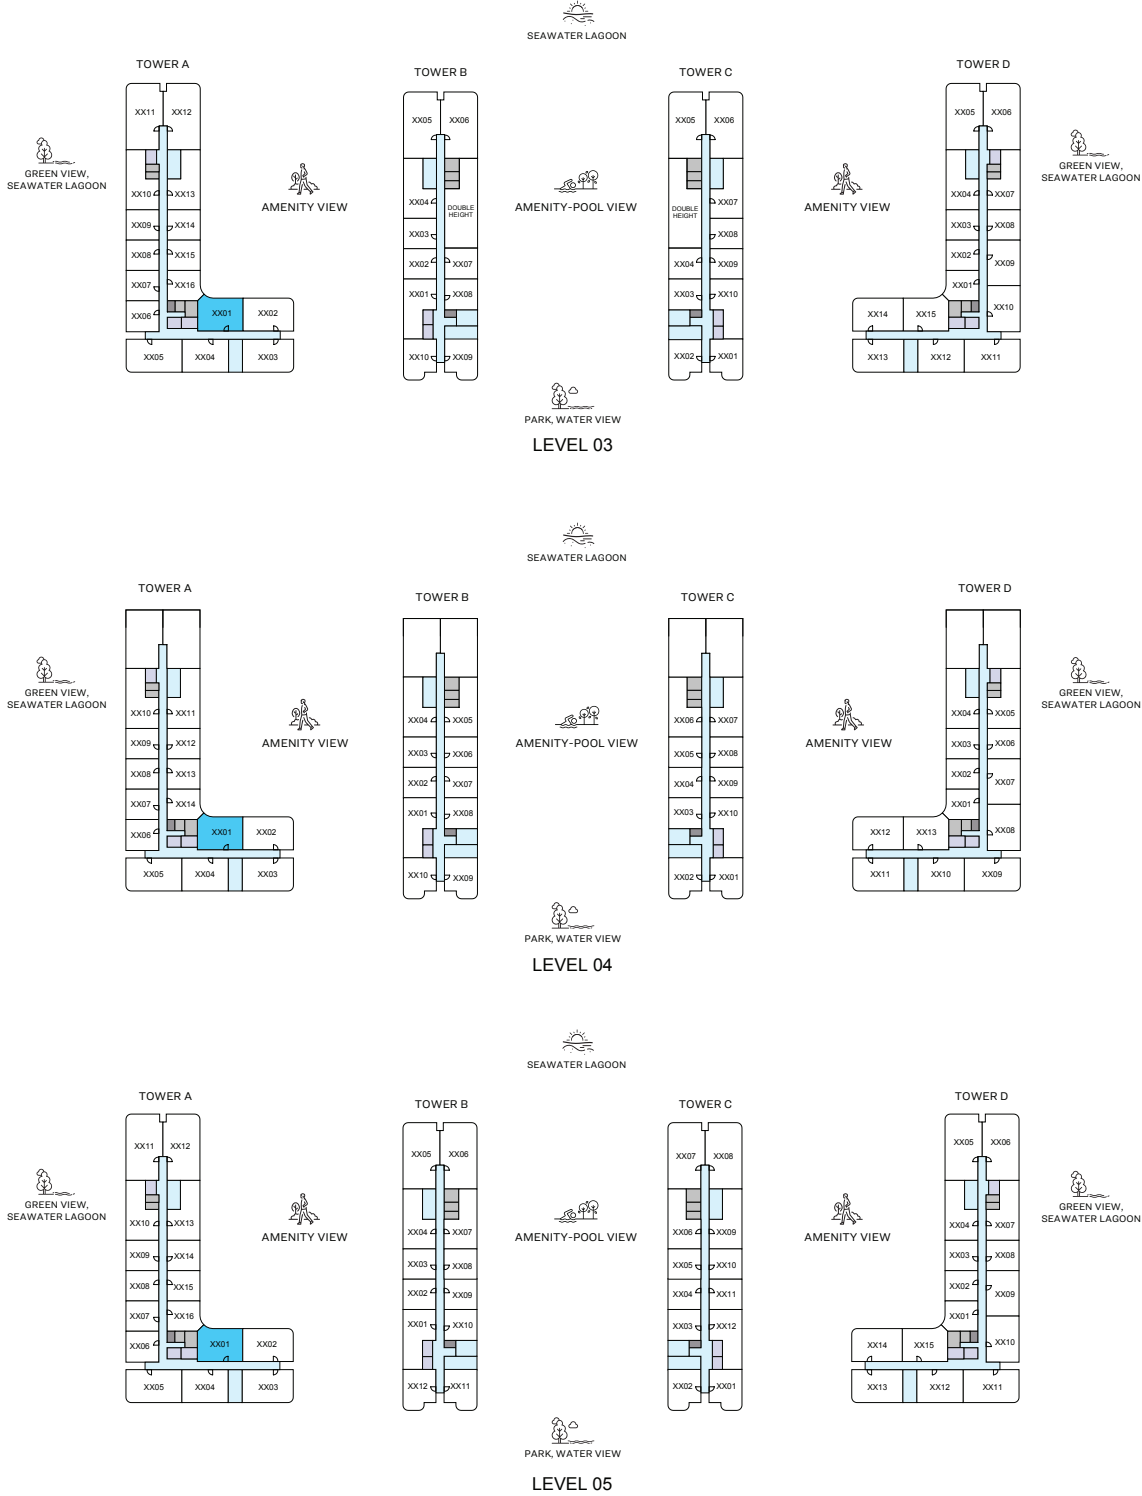 SEAWATER LAGOON
TOWER A
TOWER B
TOWER C
TOWER D
XX11 XX12
XX05 XX06
XX05 XX06
XX05 XX06
GREEN VIEW,
SEAWATER LAGOON
AMENITY VIEW
AMENITY-POOL VIEW
AMENITY VIEW
GREEN VIEW,
SEAWATER LAGOON
XX10 XX13
XX04
XX07
XX04 XX07
DOUBLE
HEIGHT
DOUBLE
HEIGHT
XX09 XX14
XX03
XX08
XX03 XX08
XX08 XX15
XX02 XX07
XX04 XX09
XX02 XX09
XX07 XX16
XX01 XX08
XX03 XX10
XX01 XX10
XX06 XX01 XX02
XX14 XX15
XX05 XX04 XX03
XX10 XX09
XX02 XX01
XX13 XX12 XX11
PARK, WATER VIEW
LEVEL 03
SEAWATER LAGOON
TOWER A
TOWER B
TOWER C
TOWER D
GREEN VIEW,
SEAWATER LAGOON
AMENITY VIEW
AMENITY-POOL VIEW
AMENITY VIEW
GREEN VIEW,
SEAWATER LAGOON
XX10 XX11
XX04 XX05
XX06 XX07
XX04 XX05
XX09 XX12
XX03 XX06
XX05 XX08
XX03 XX06
XX08 XX13
XX02 XX07
XX04 XX09
XX02 XX07
XX07 XX14
XX01 XX08
XX03 XX10
XX01 XX08
XX06 XX01 XX02
XX12 XX13
XX05 XX04 XX03
XX10 XX09
XX02 XX01
XX11 XX10 XX09
PARK, WATER VIEW
LEVEL 04
SEAWATER LAGOON
TOWER A
TOWER B
TOWER C
TOWER D
XX11 XX12
XX05 XX06
XX07 XX08
XX05 XX06
GREEN VIEW,
SEAWATER LAGOON
AMENITY VIEW
AMENITY-POOL VIEW
AMENITY VIEW
GREEN VIEW,
SEAWATER LAGOON
XX10 XX13
XX04 XX07
XX06 XX09
XX04 XX07
XX09 XX14
XX03 XX08
XX05 XX10
XX03 XX08
XX08 XX15
XX02 XX09
XX04 XX11
XX02 XX09
XX07 XX16
XX01 XX10
XX03 XX12
XX01 XX10
XX06 XX01 XX02
XX14 XX15
XX05 XX04 XX03
XX12 XX11
XX02 XX01
XX13 XX12 XX11
PARK, WATER VIEW
LEVEL 05